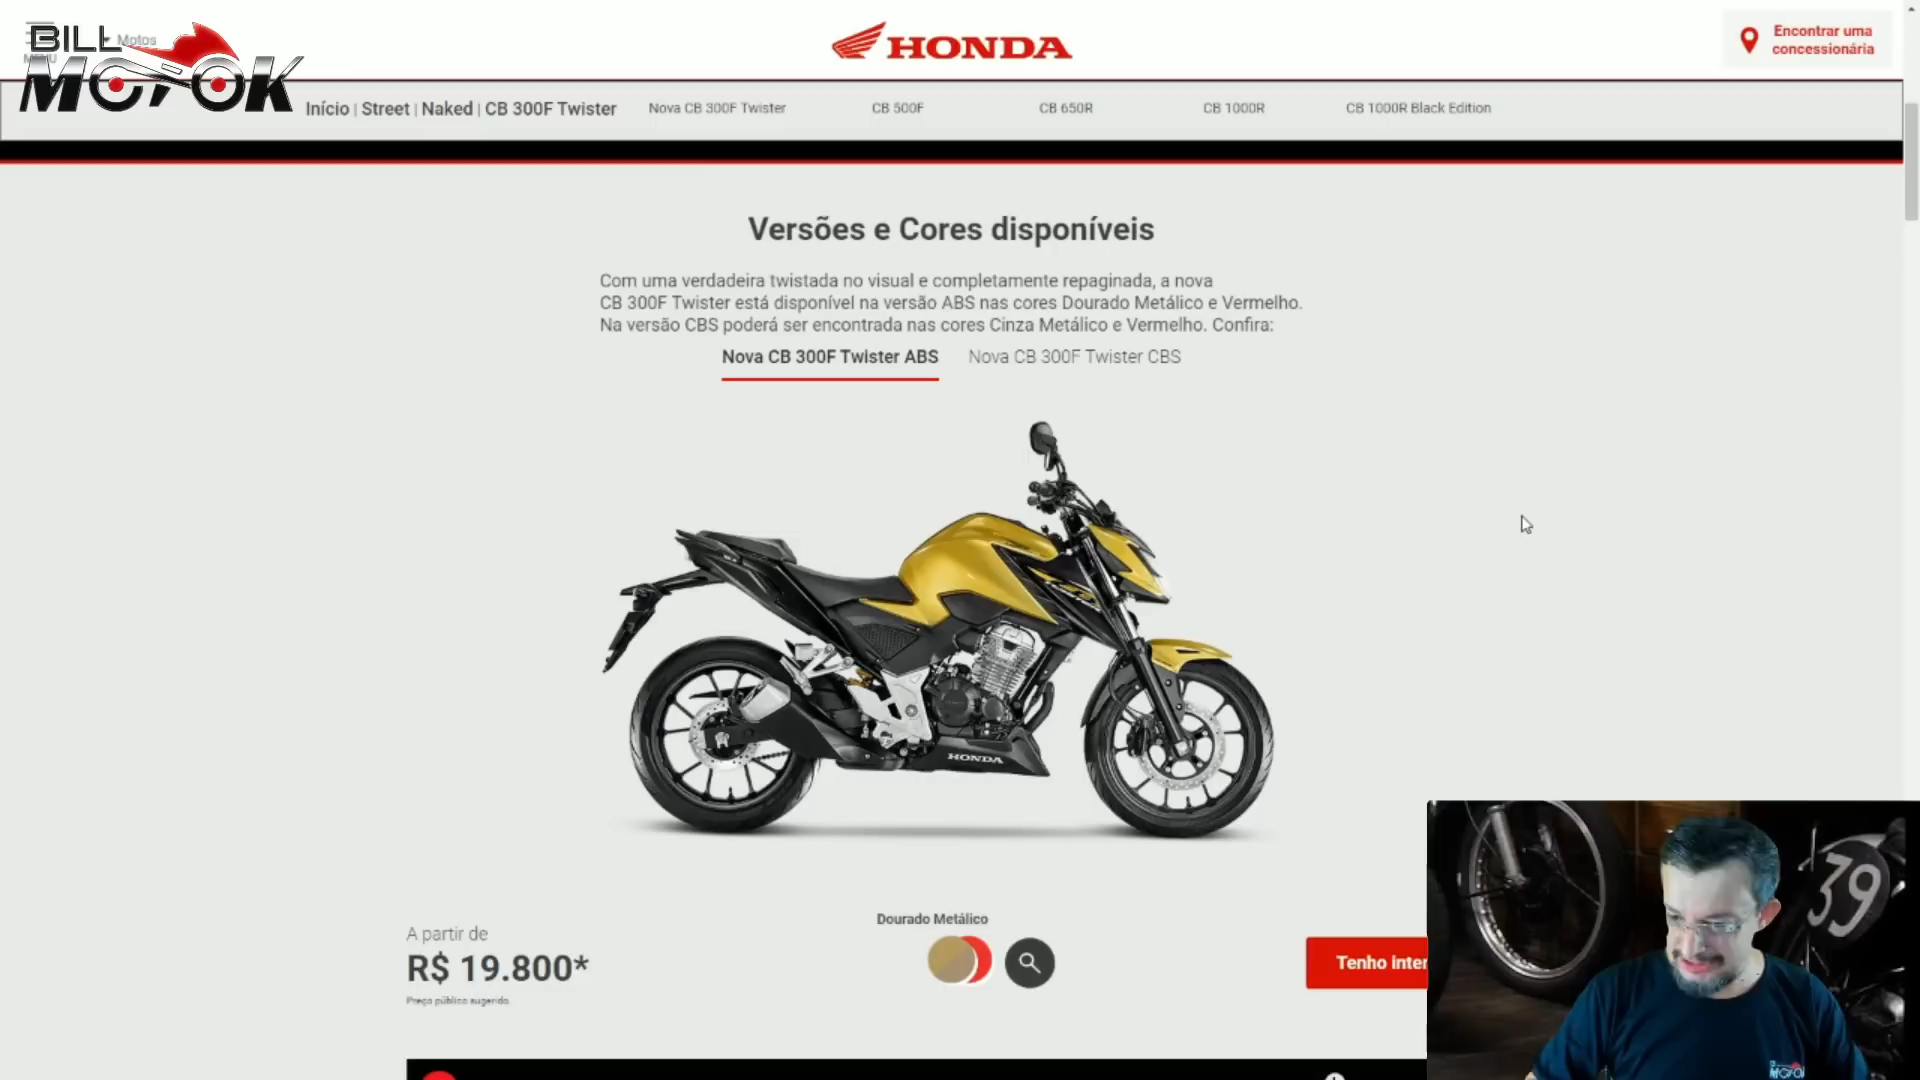 BILL
MOTOK
Motos
MENU
HONDA
Encontrar uma
concessionária
Início | Street | Naked | CB 300F Twister
Nova CB 300F Twister
CB 500F
CB 650R
CB 1000R
CB 1000R Black Edition
Versões e Cores disponíveis
Com uma verdadeira twistada no visual e completamente repaginada, a nova
CB 300F Twister está disponível na versão ABS nas cores Dourado Metálico e Vermelho.
Na versão CBS poderá ser encontrada nas cores Cinza Metálico e Vermelho. Confira:
Nova CB 300F Twister ABS
Nova CB 300F Twister CBS
HONDA
Dourado Metálico
A partir de
R$ 19.800*
Preço público sugerido
Tenho inter
39